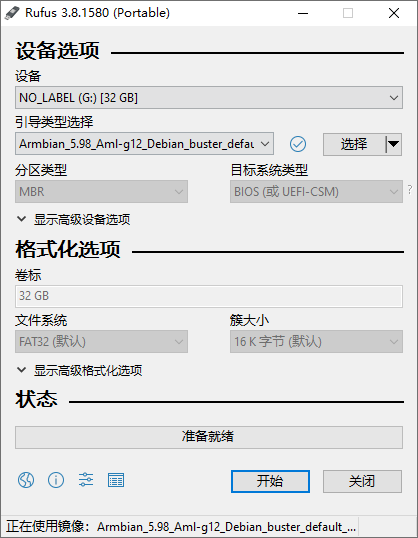 Rufus 3.8.1580 (Portable)
设备选项
设备
NO_LABEL (G:) [32 GB]
引导类型选择
Armbian_5.98_Aml-g12_Debian_buster_defau
选择
分区类型
目标系统类型
MBR
BIOS (或 UEFI-CSM)
?
显示高级设备选项
格式化选项
卷标
32 GB
文件系统
簇大小
FAT32 (默认)
16 K 字节 (默认)
显示高级格式化选项
状态
准备就绪
开始
关闭
正在使用镜像: Armbian_5.98_Aml-g12_Debian_buster_default_...